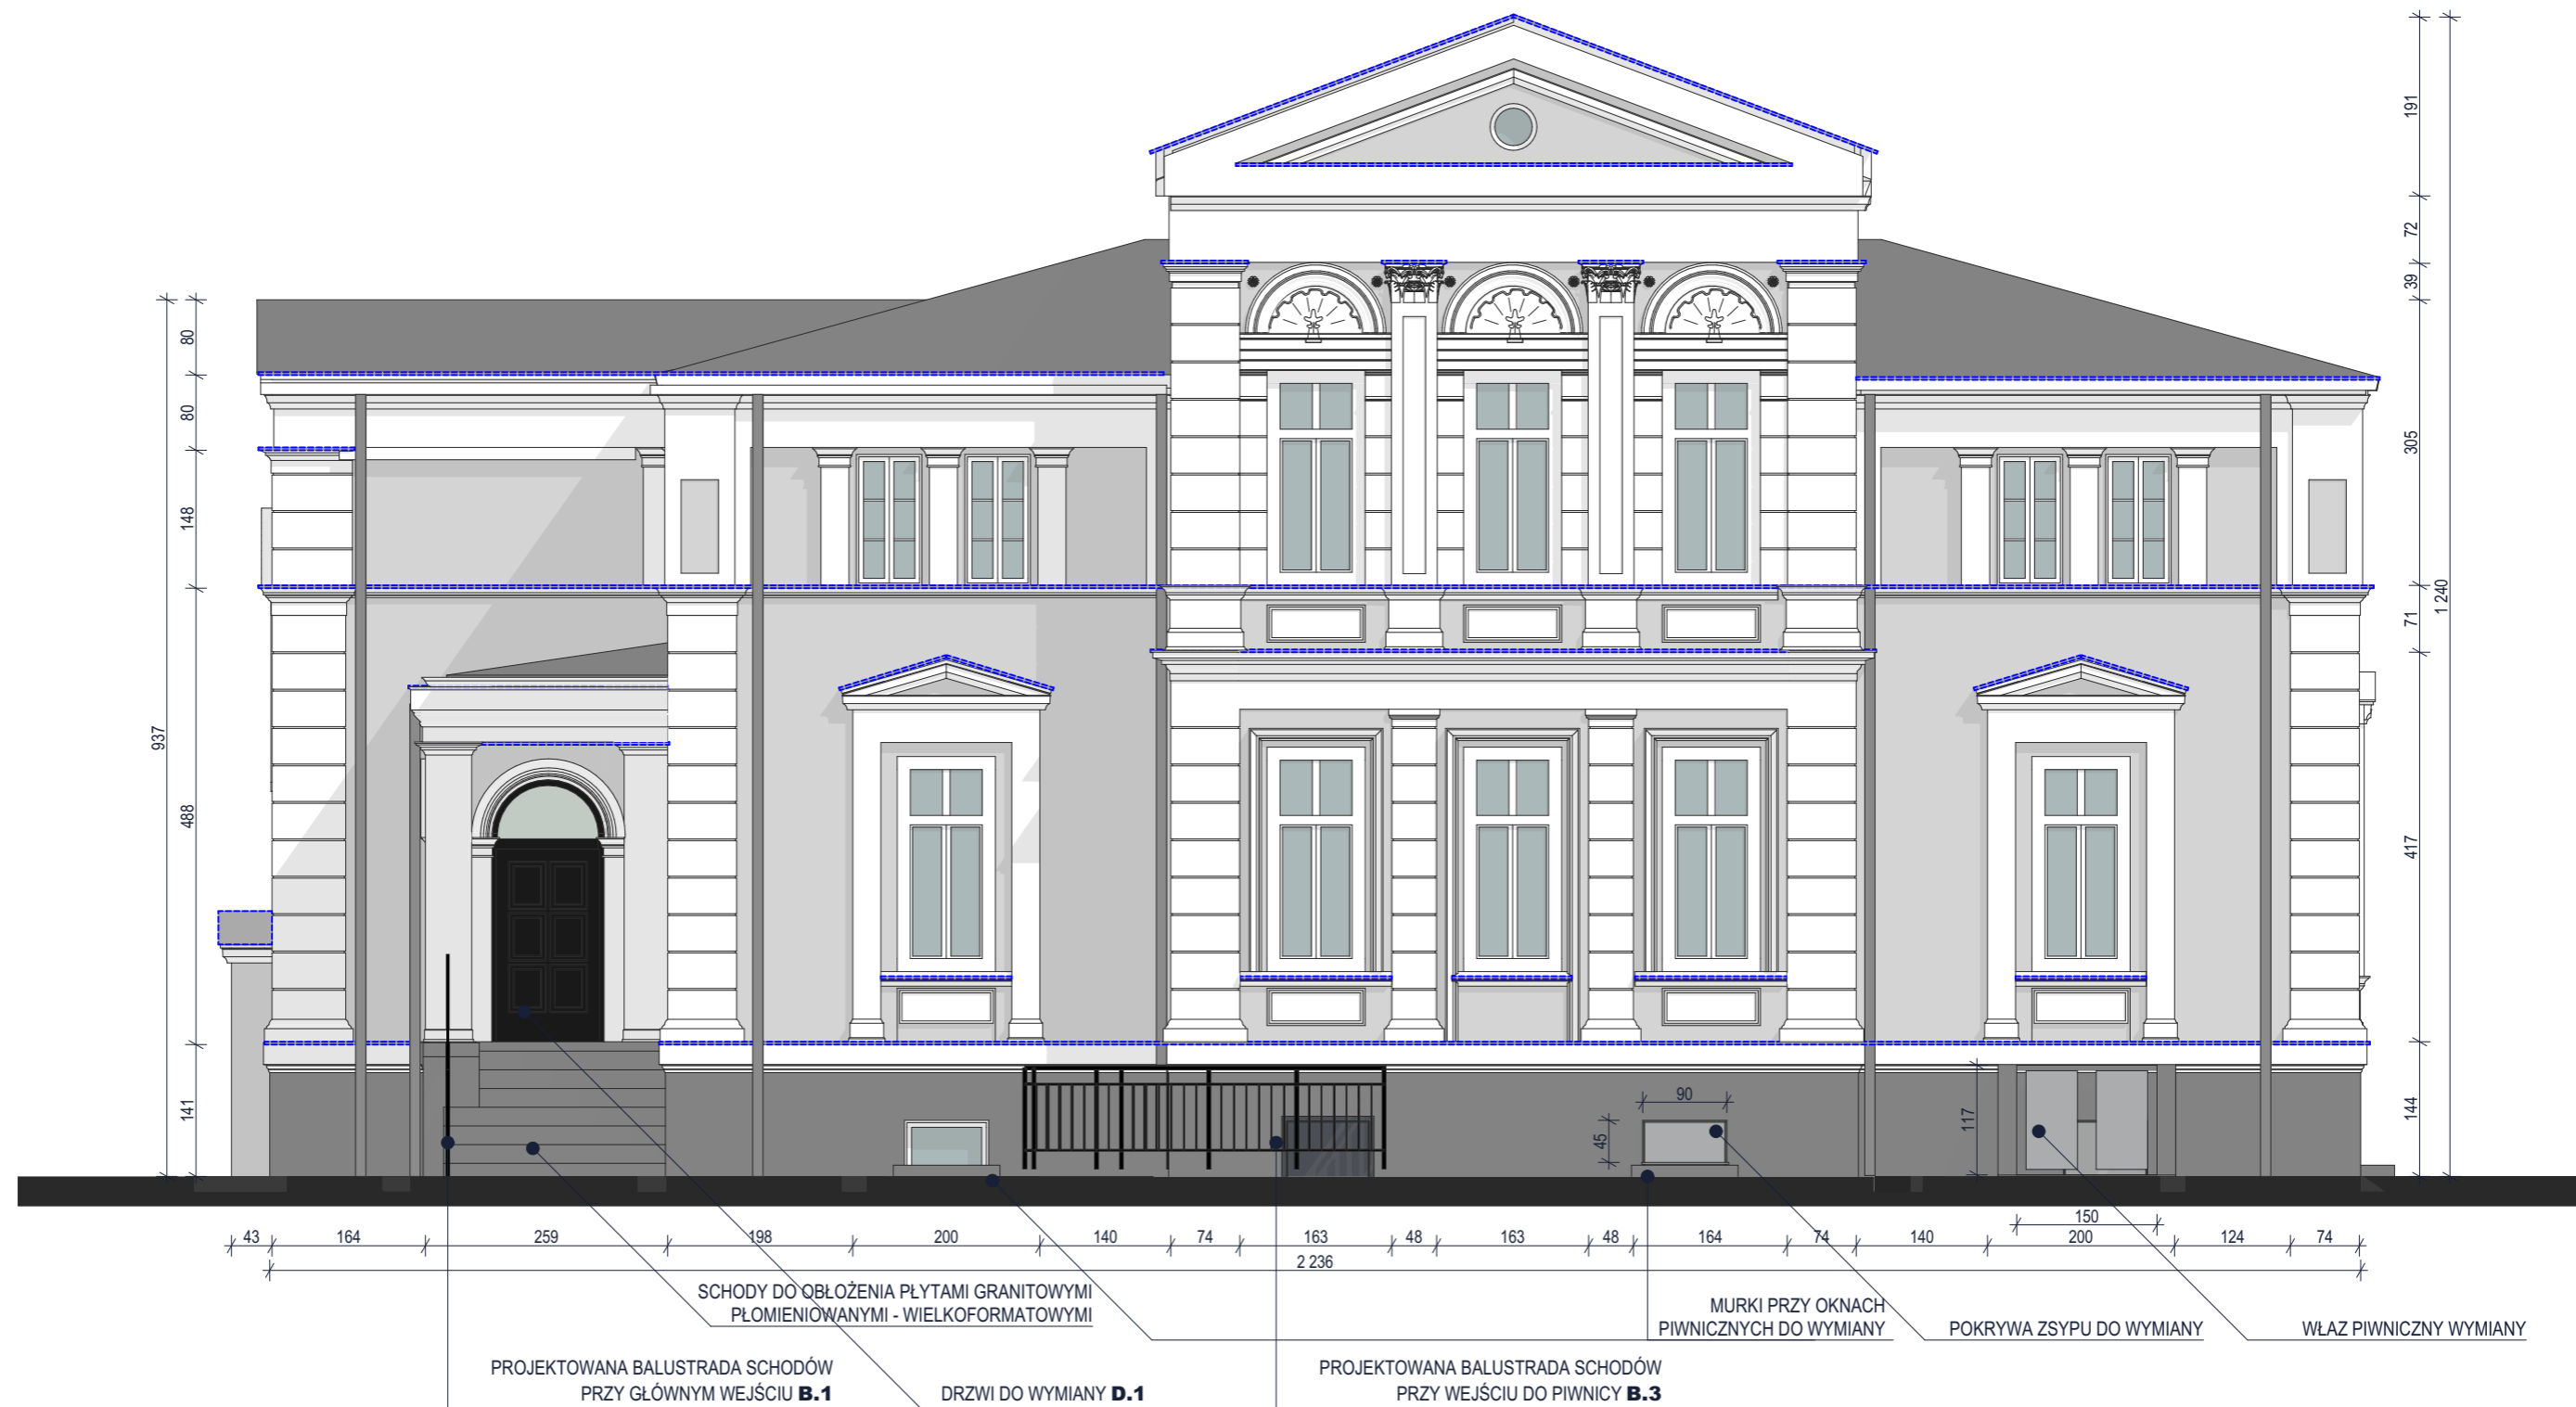 191
72
39
305
1 240
71
417
144
80
80
148
937
488
141
90
45
117
150
43 164 259 198 200 140 74 163 48 163 48 164 74 140 200 124 74
2 236
SCHODY DO OBŁOŻENIA PŁYTAMI GRANITOWYMI
PŁOMIENIOWANYMI - WIELKOFORMATOWYMI
MURKI PRZY OKNACH
PIWNICZNYCH DO WYMIANY
POKRYWA ZSYPU DO WYMIANY
WŁAZ PIWNICZNY WYMIANY
PROJEKTOWANA BALUSTRADA SCHODÓW
PRZY GŁÓWNYM WEJŚCIU B.1
DRZWI DO WYMIANY D.1
PROJEKTOWANA BALUSTRADA SCHODÓW
PRZY WEJŚCIU DO PIWNICY B.3